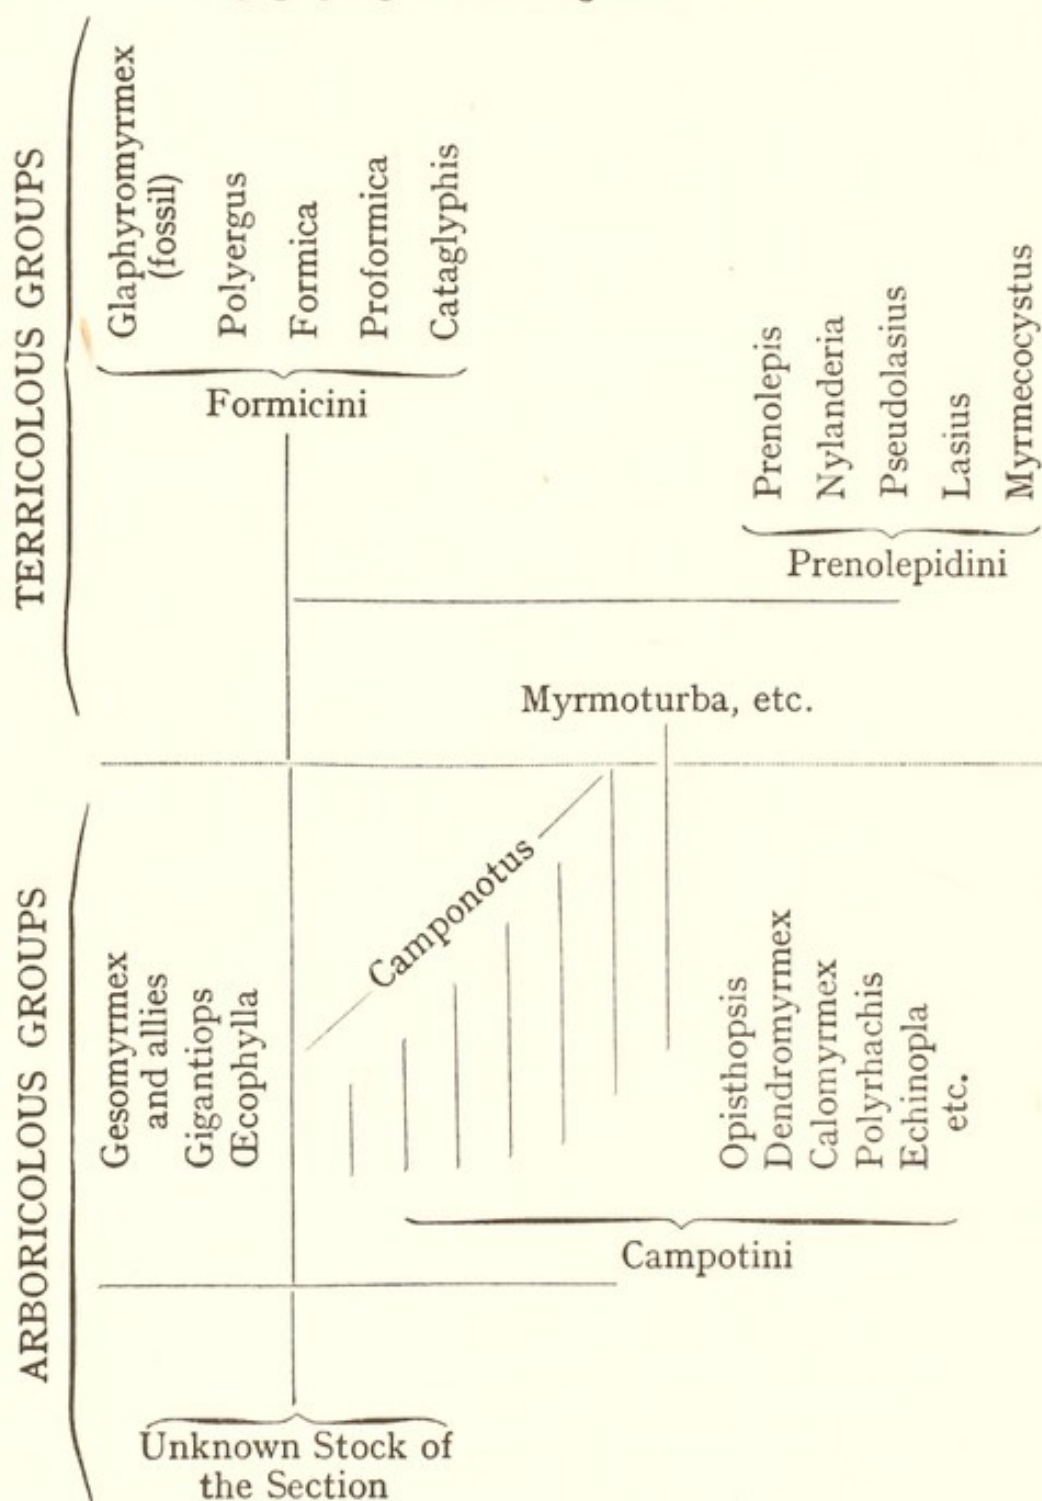 TERRICOLOUS GROUPS
Glaphyromyrmex
(fossil)
Polyergus
Formica
Proformica
Cataglyphis
Formicini
Prenolepis
Nylanderia
Pseudolasius
Lasius
Myrmecocystus
Prenolepidini
Myrmoturba, etc.
ARBORICOLOUS GROUPS
Gesomyrmex
and allies
Gigantiops
Œcophylla
Camponotus
Opisthopsis
Dendromyrmex
Calomyrmex
Polyrhachis
Echinopla
etc.
Campotini
Unknown Stock of
the Section